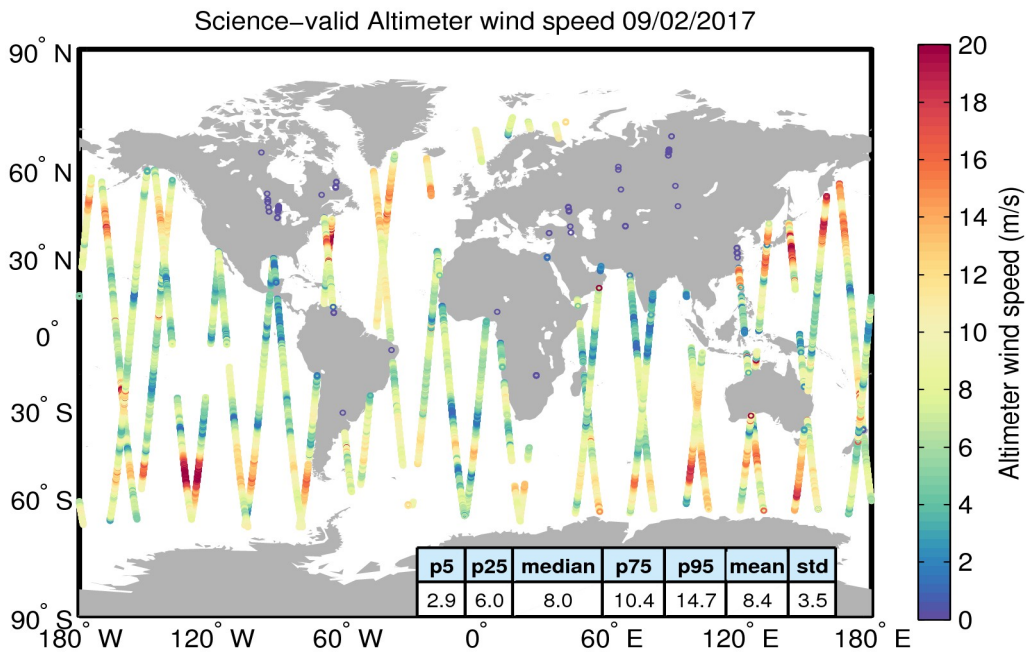 Science−valid Altimeter wind speed 09/02/2017
90° N
60° N
30° N
0°
30° S
60° S
90° S
180° W
120° W
60° W
0°
60° E
120° E
180° E
p5 p25 median p75 p95 mean std
2.9 6.0 8.0 10.4 14.7 8.4 3.5
20
18
16
14
12
10
8
6
4
2
0
Altimeter wind speed (m/s)